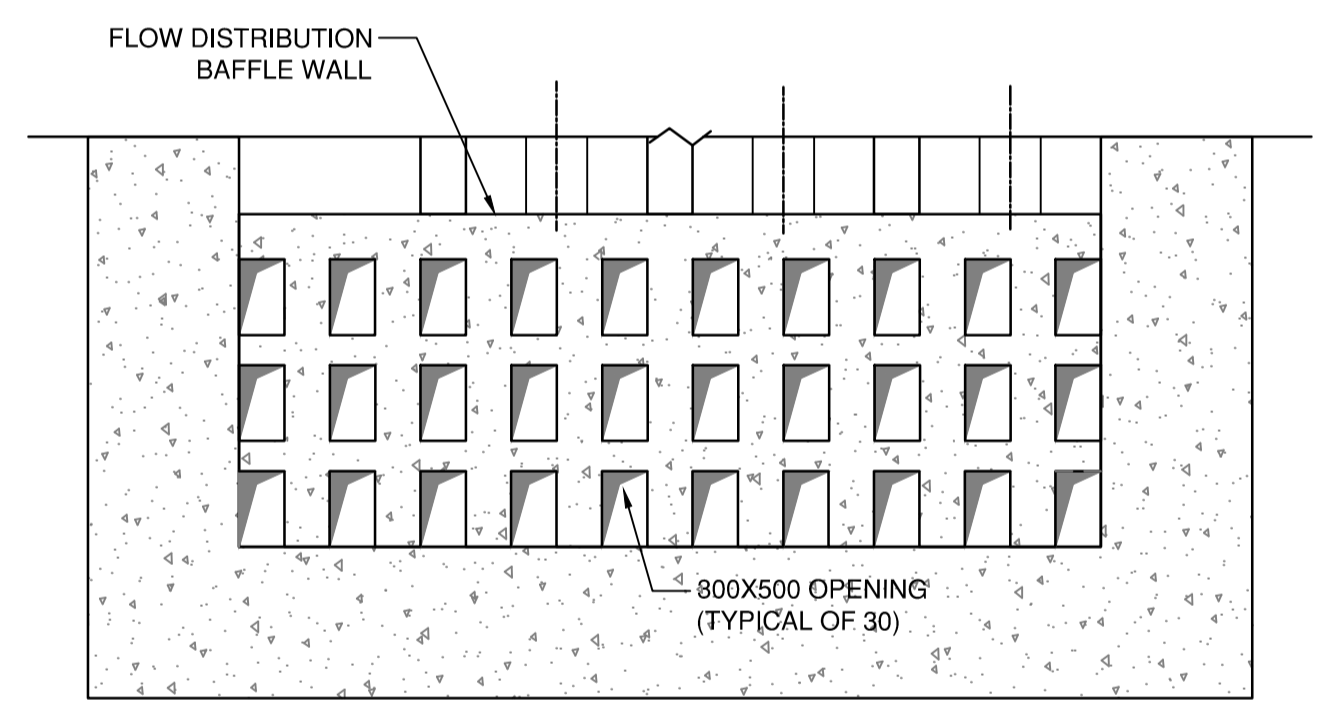 FLOW DISTRIBUTION
BAFFLE WALL
300X500 OPENING
(TYPICAL OF 30)